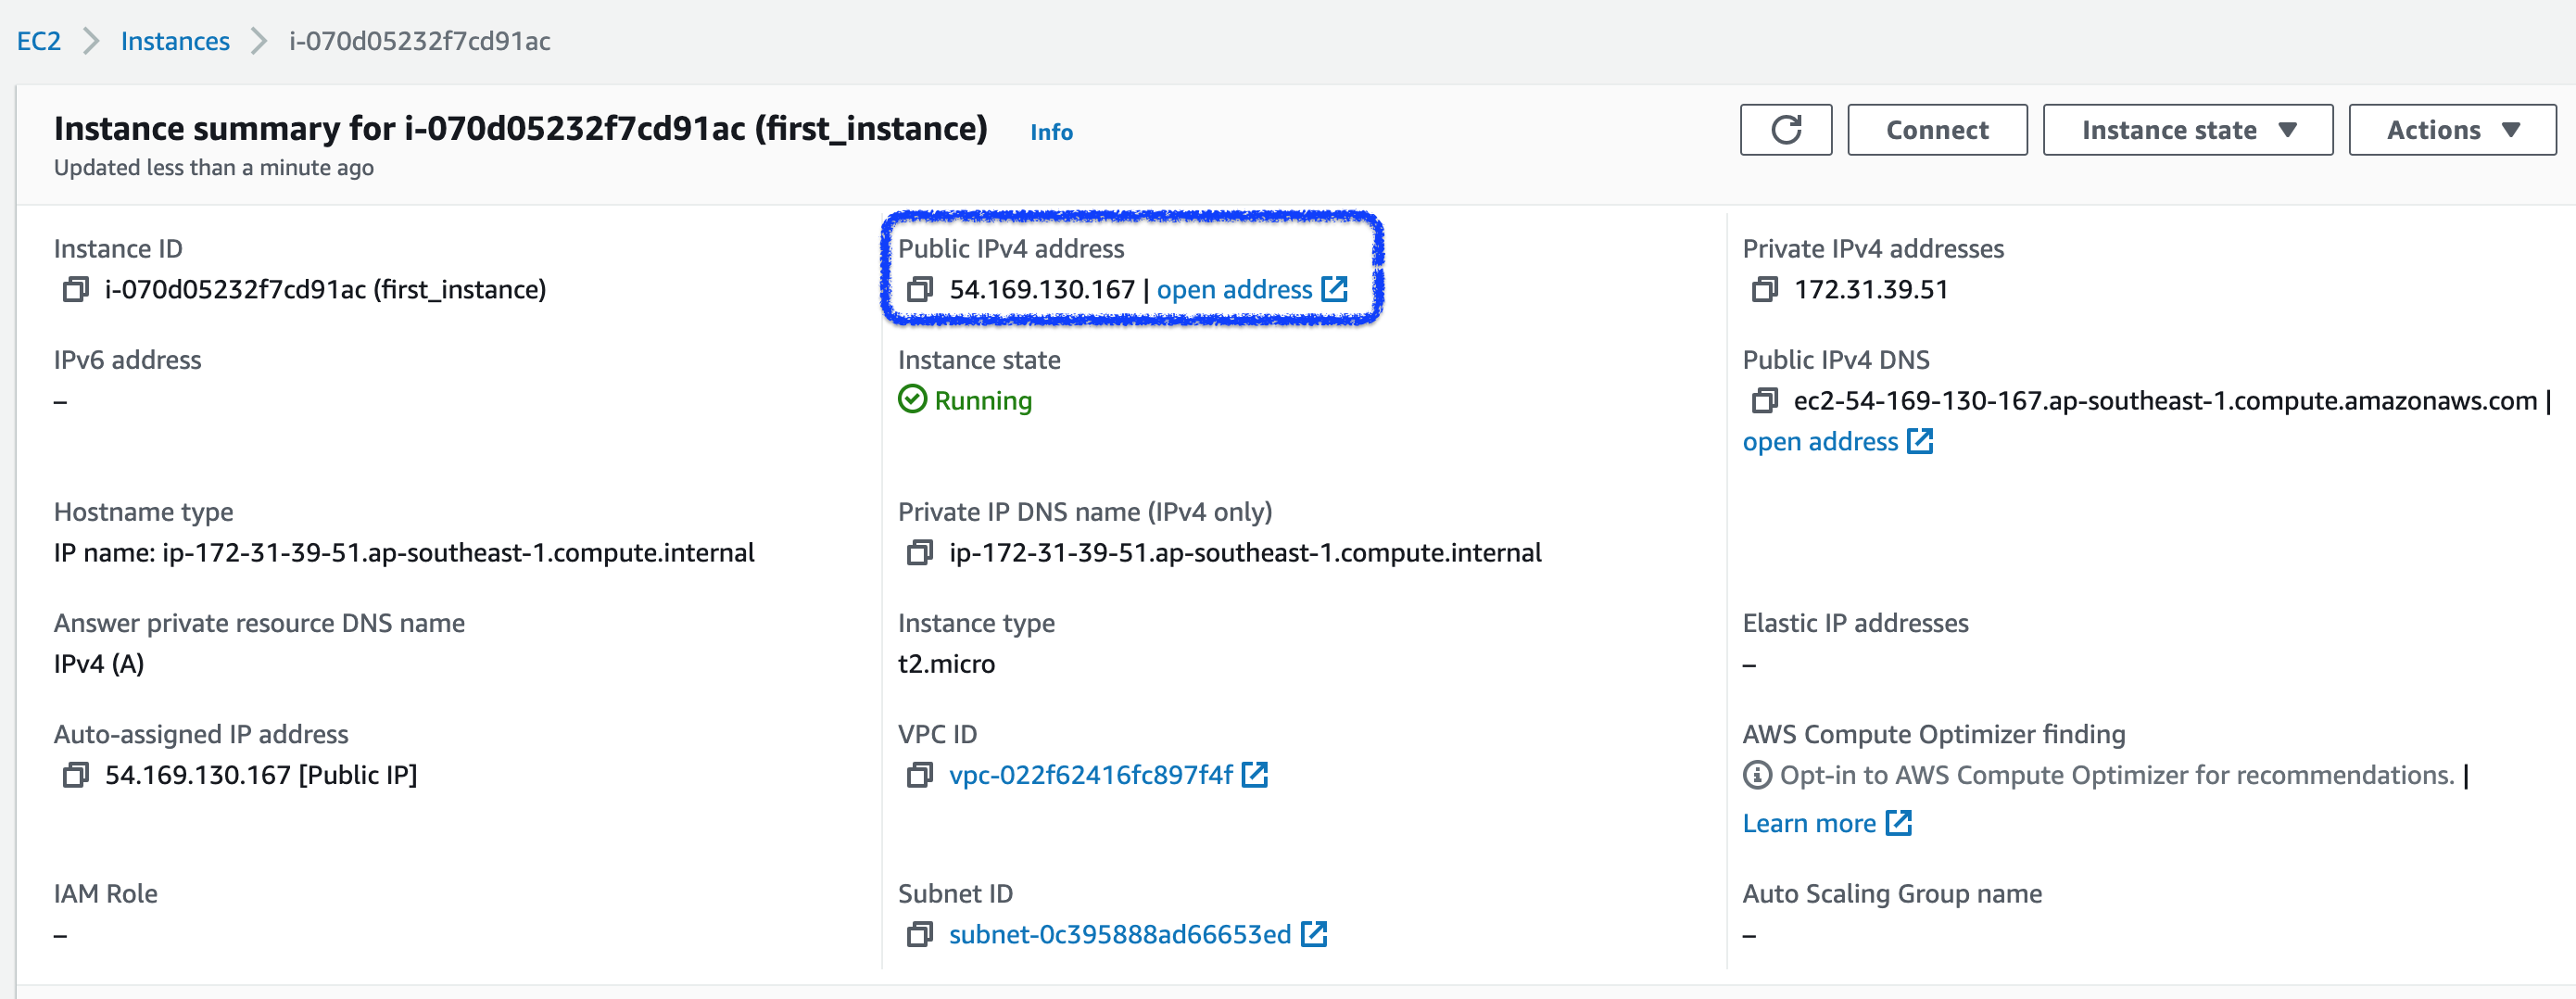 EC2 > Instances > i-070d05232f7cd91ac
Instance summary for i-070d05232f7cd91ac (first_instance) Info
Updated less than a minute ago
Connect
Instance state
Actions
Instance ID
i-070d05232f7cd91ac (first_instance)
Public IPv4 address
54.169.130.167 | open address
Private IPv4 addresses
172.31.39.51
IPv6 address
–
Instance state
Running
Public IPv4 DNS
ec2-54-169-130-167.ap-southeast-1.compute.amazonaws.com |
open address
Hostname type
IP name: ip-172-31-39-51.ap-southeast-1.compute.internal
Private IP DNS name (IPv4 only)
ip-172-31-39-51.ap-southeast-1.compute.internal
Answer private resource DNS name
IPv4 (A)
Instance type
t2.micro
Elastic IP addresses
–
Auto-assigned IP address
54.169.130.167 [Public IP]
VPC ID
vpc-022f62416fc897f4f
AWS Compute Optimizer finding
Opt-in to AWS Compute Optimizer for recommendations. |
Learn more
IAM Role
–
Subnet ID
subnet-0c395888ad66653ed
Auto Scaling Group name
–